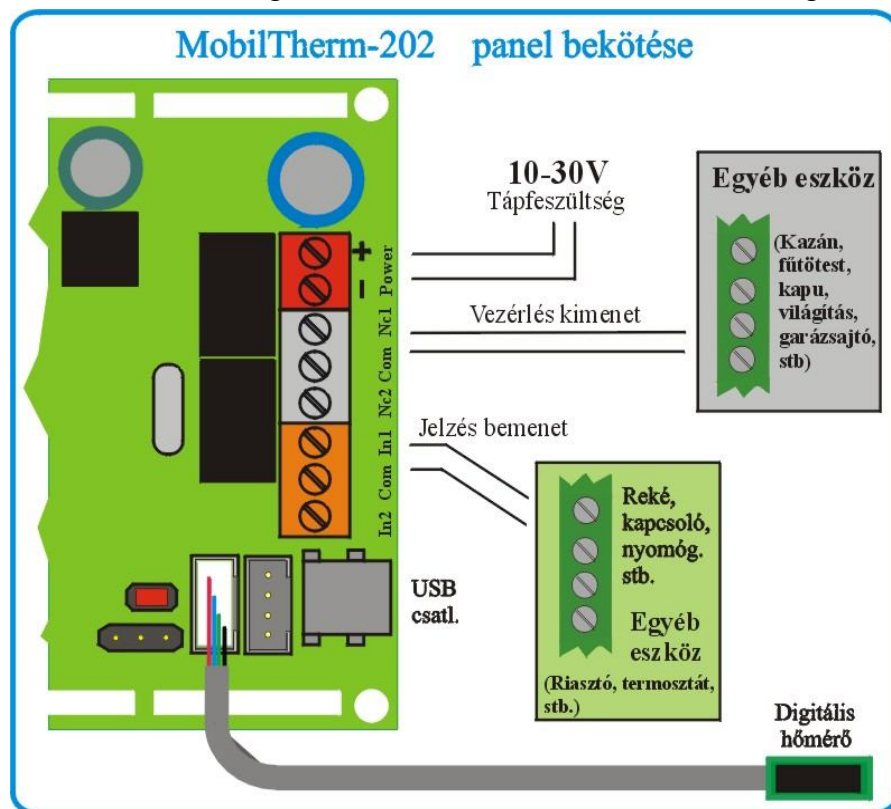 MobilTherm-202 panel bekötése
10-30V
Tápfeszültség
+
-
Power
Nc1
Com
Nc2
In1
Com
In2
Vezérlés kimenet
Jelzés bemenet
Egyéb eszköz
(Kazán,
fűtötest,
kapu,
világítás,
garázsajtó,
stb)
Reké,
kapcsoló,
nyomóg.
stb.
Egyéb
eszköz
(Riasztó, termosztát,
stb.)
USB
csatl.
Digitális
hőmérő